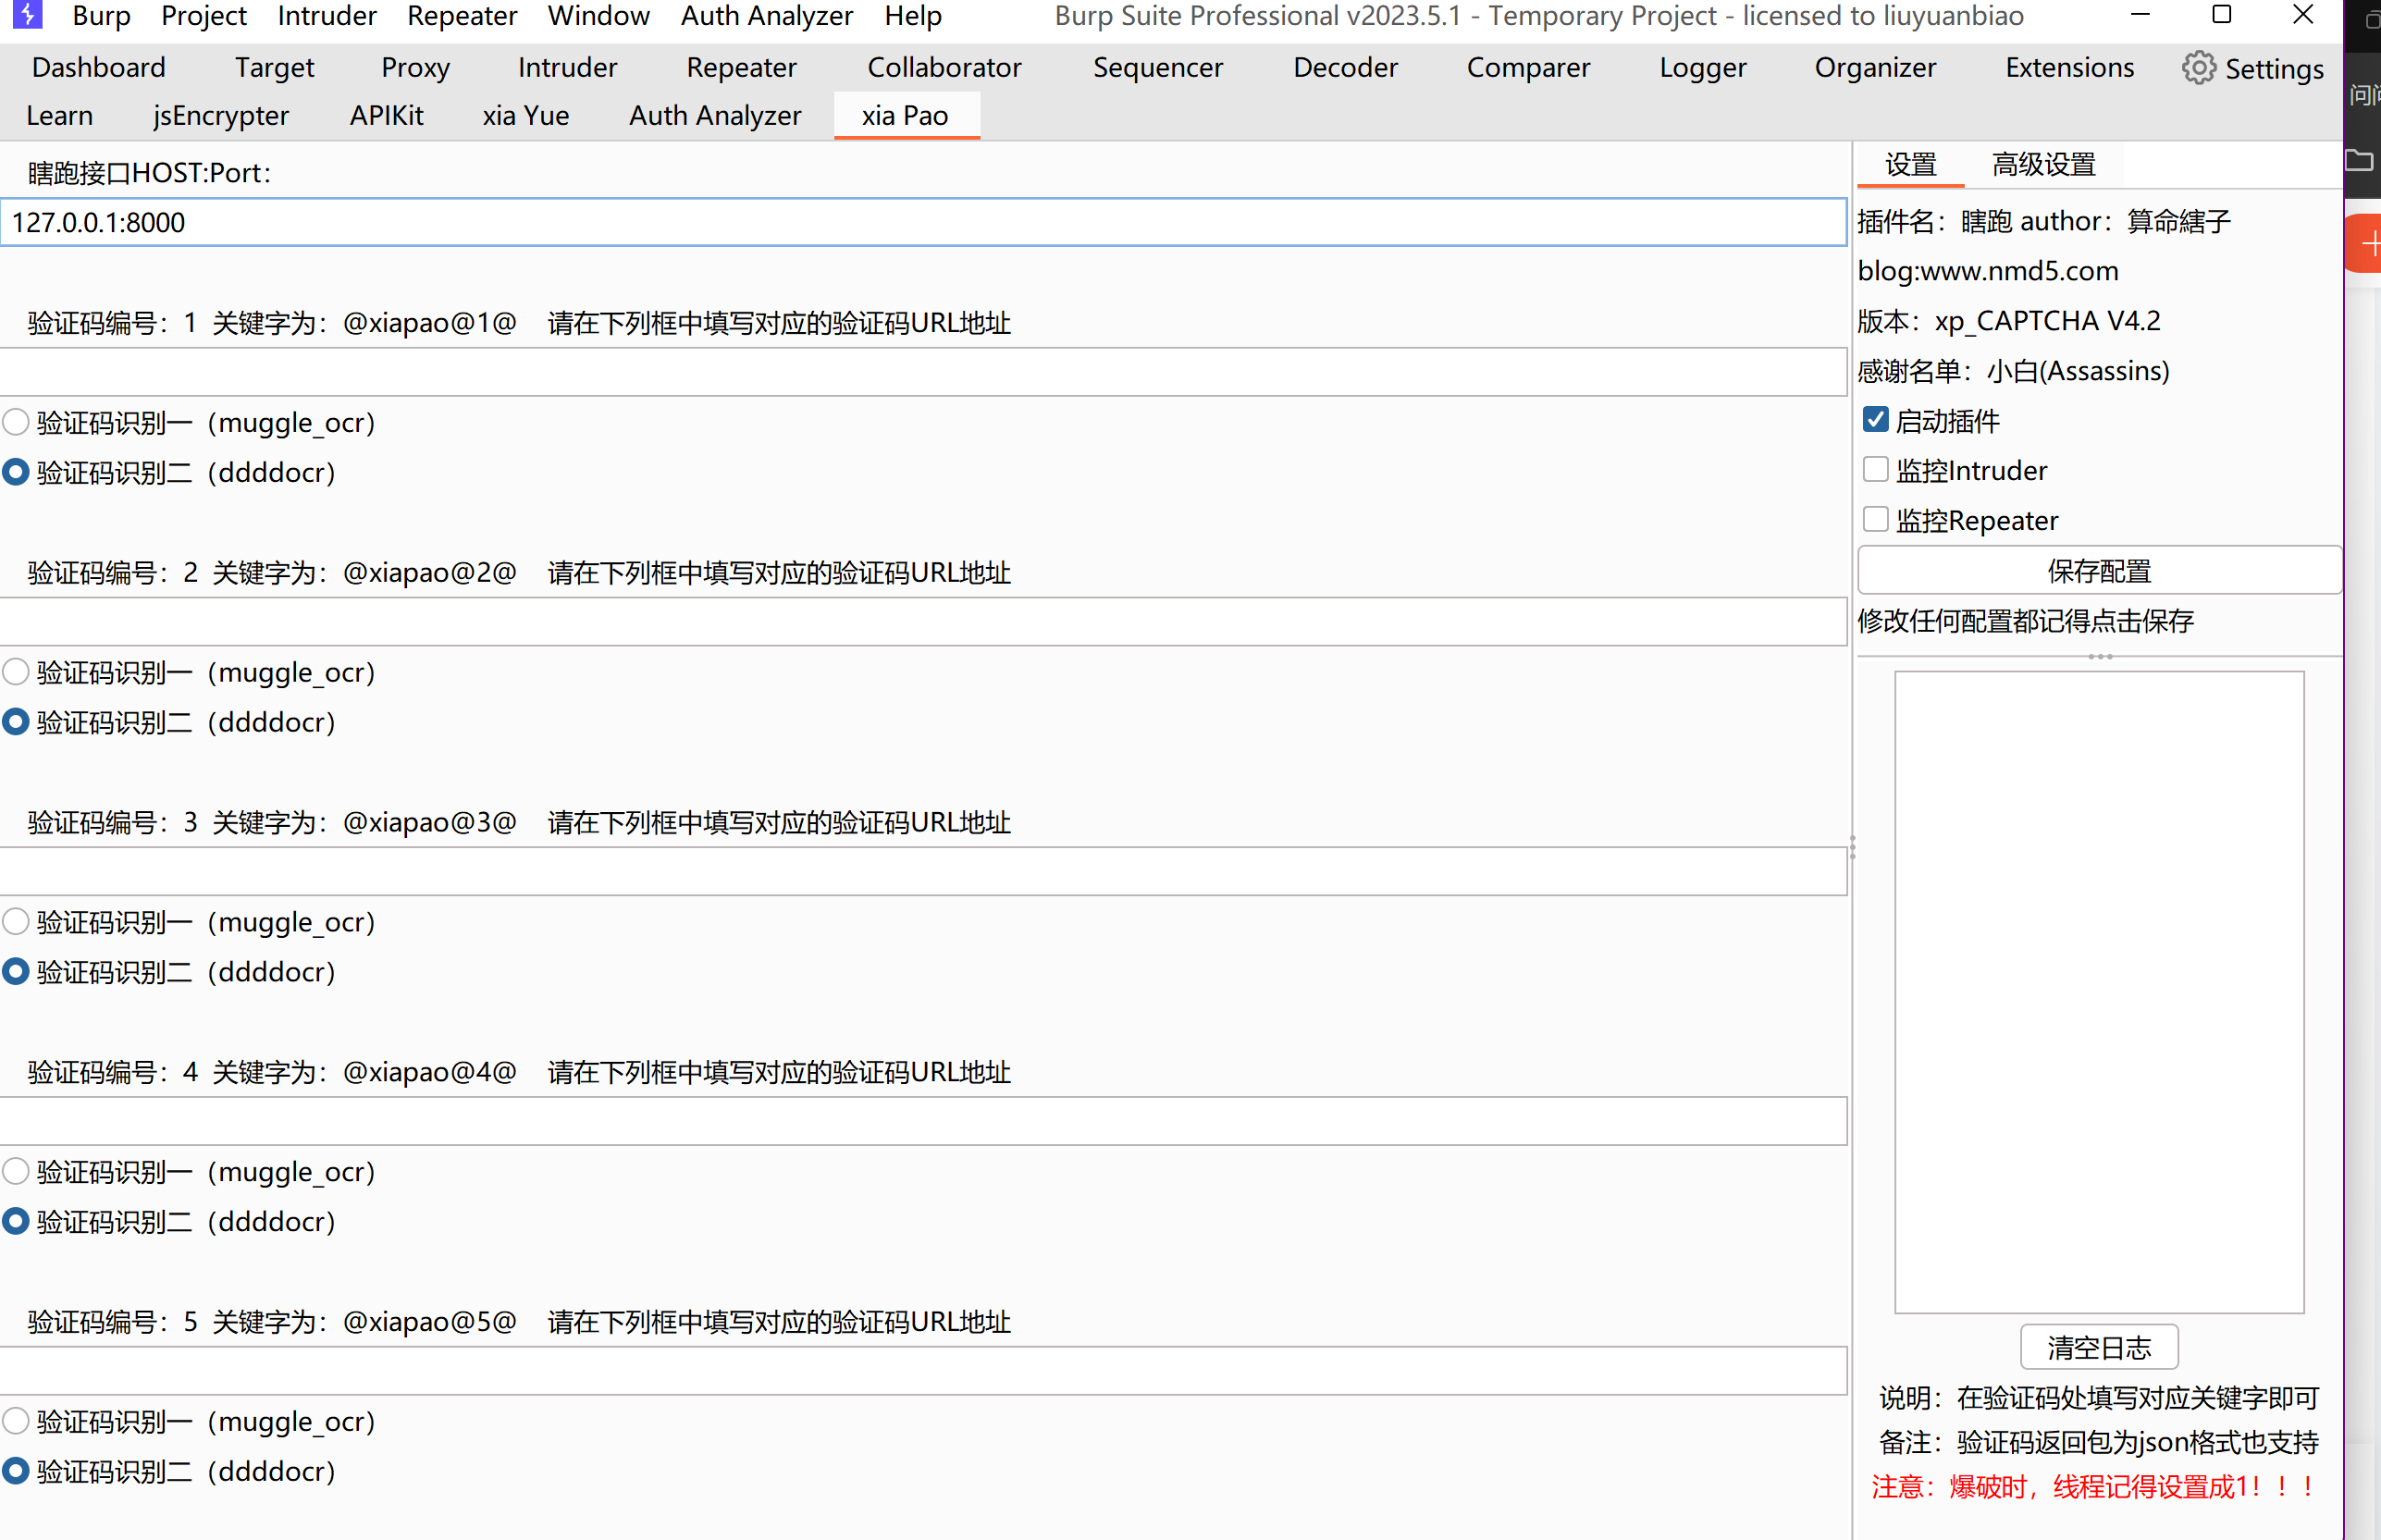 Burp Project Intruder Repeater Window Auth Analyzer Help Burp Suite Professional v2023.5.1 - Temporary Project - licensed to liuyuanbiao
Dashboard Target Proxy Intruder Repeater Collaborator Sequencer Decoder Comparer Logger Organizer Extensions Settings
Learn jsEncrypter APIKit xia Yue Auth Analyzer xia Pao
瞎跑接口HOST:Port：
127.0.0.1:8000
验证码编号：1 关键字为：@xiapao@1@ 请在下列框中填写对应的验证码URL地址
验证码识别一（muggle_ocr）
验证码识别二（ddddocr）
验证码编号：2 关键字为：@xiapao@2@ 请在下列框中填写对应的验证码URL地址
验证码识别一（muggle_ocr）
验证码识别二（ddddocr）
验证码编号：3 关键字为：@xiapao@3@ 请在下列框中填写对应的验证码URL地址
验证码识别一（muggle_ocr）
验证码识别二（ddddocr）
验证码编号：4 关键字为：@xiapao@4@ 请在下列框中填写对应的验证码URL地址
验证码识别一（muggle_ocr）
验证码识别二（ddddocr）
验证码编号：5 关键字为：@xiapao@5@ 请在下列框中填写对应的验证码URL地址
验证码识别一（muggle_ocr）
验证码识别二（ddddocr）
设置 高级设置
插件名：瞎跑 author：算命縖子
blog:www.nmd5.com
版本：xp_CAPTCHA V4.2
感谢名单：小白(Assassins)
启动插件
监控Intruder
监控Repeater
保存配置
修改任何配置都记得点击保存
清空日志
说明：在验证码处填写对应关键字即可
备注：验证码返回包为json格式也支持
注意：爆破时，线程记得设置成1！！！